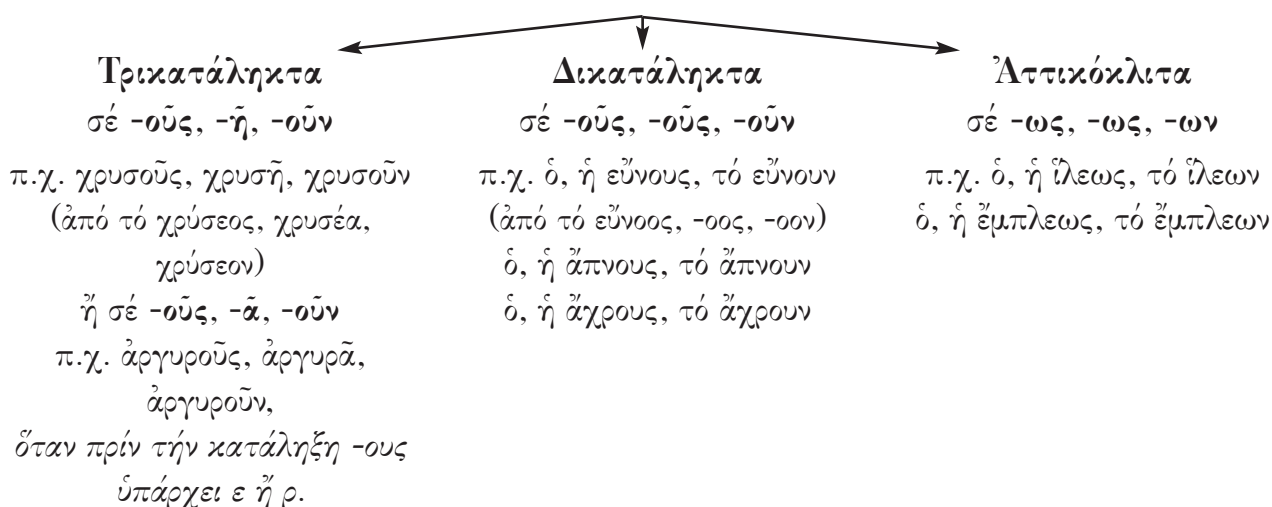 Τρικατάληκτα
σέ -οῦς, -ῆ, -οῦν
π.χ. χρυσοῦς, χρυσῆ, χρυσοῦν
(ἀπό τό χρύσεος, χρυσέα,
χρύσεον)
ἤ σέ -οῦς, -ᾶ, -οῦν
π.χ. ἀργυροῦς, ἀργυρᾶ,
ἀργυροῦν,
ὅταν πρίν τήν κατάληξη -ους
ὑπάρχει ε ἤ ρ.
Δικατάληκτα
σέ -οῦς, -οῦς, -οῦν
π.χ. ὁ, ἡ εὔνους, τό εὔνουν
(ἀπό τό εὔνοος, -οος, -οον)
ὁ, ἡ ἄπνους, τό ἄπνουν
ὁ, ἡ ἄχρους, τό ἄχρουν
Ἀττικόκλιτα
σέ -ως, -ως, -ων
π.χ. ὁ, ἡ ἵλεως, τό ἵλεων
ὁ, ἡ ἔμπλεως, τό ἔμπλεων